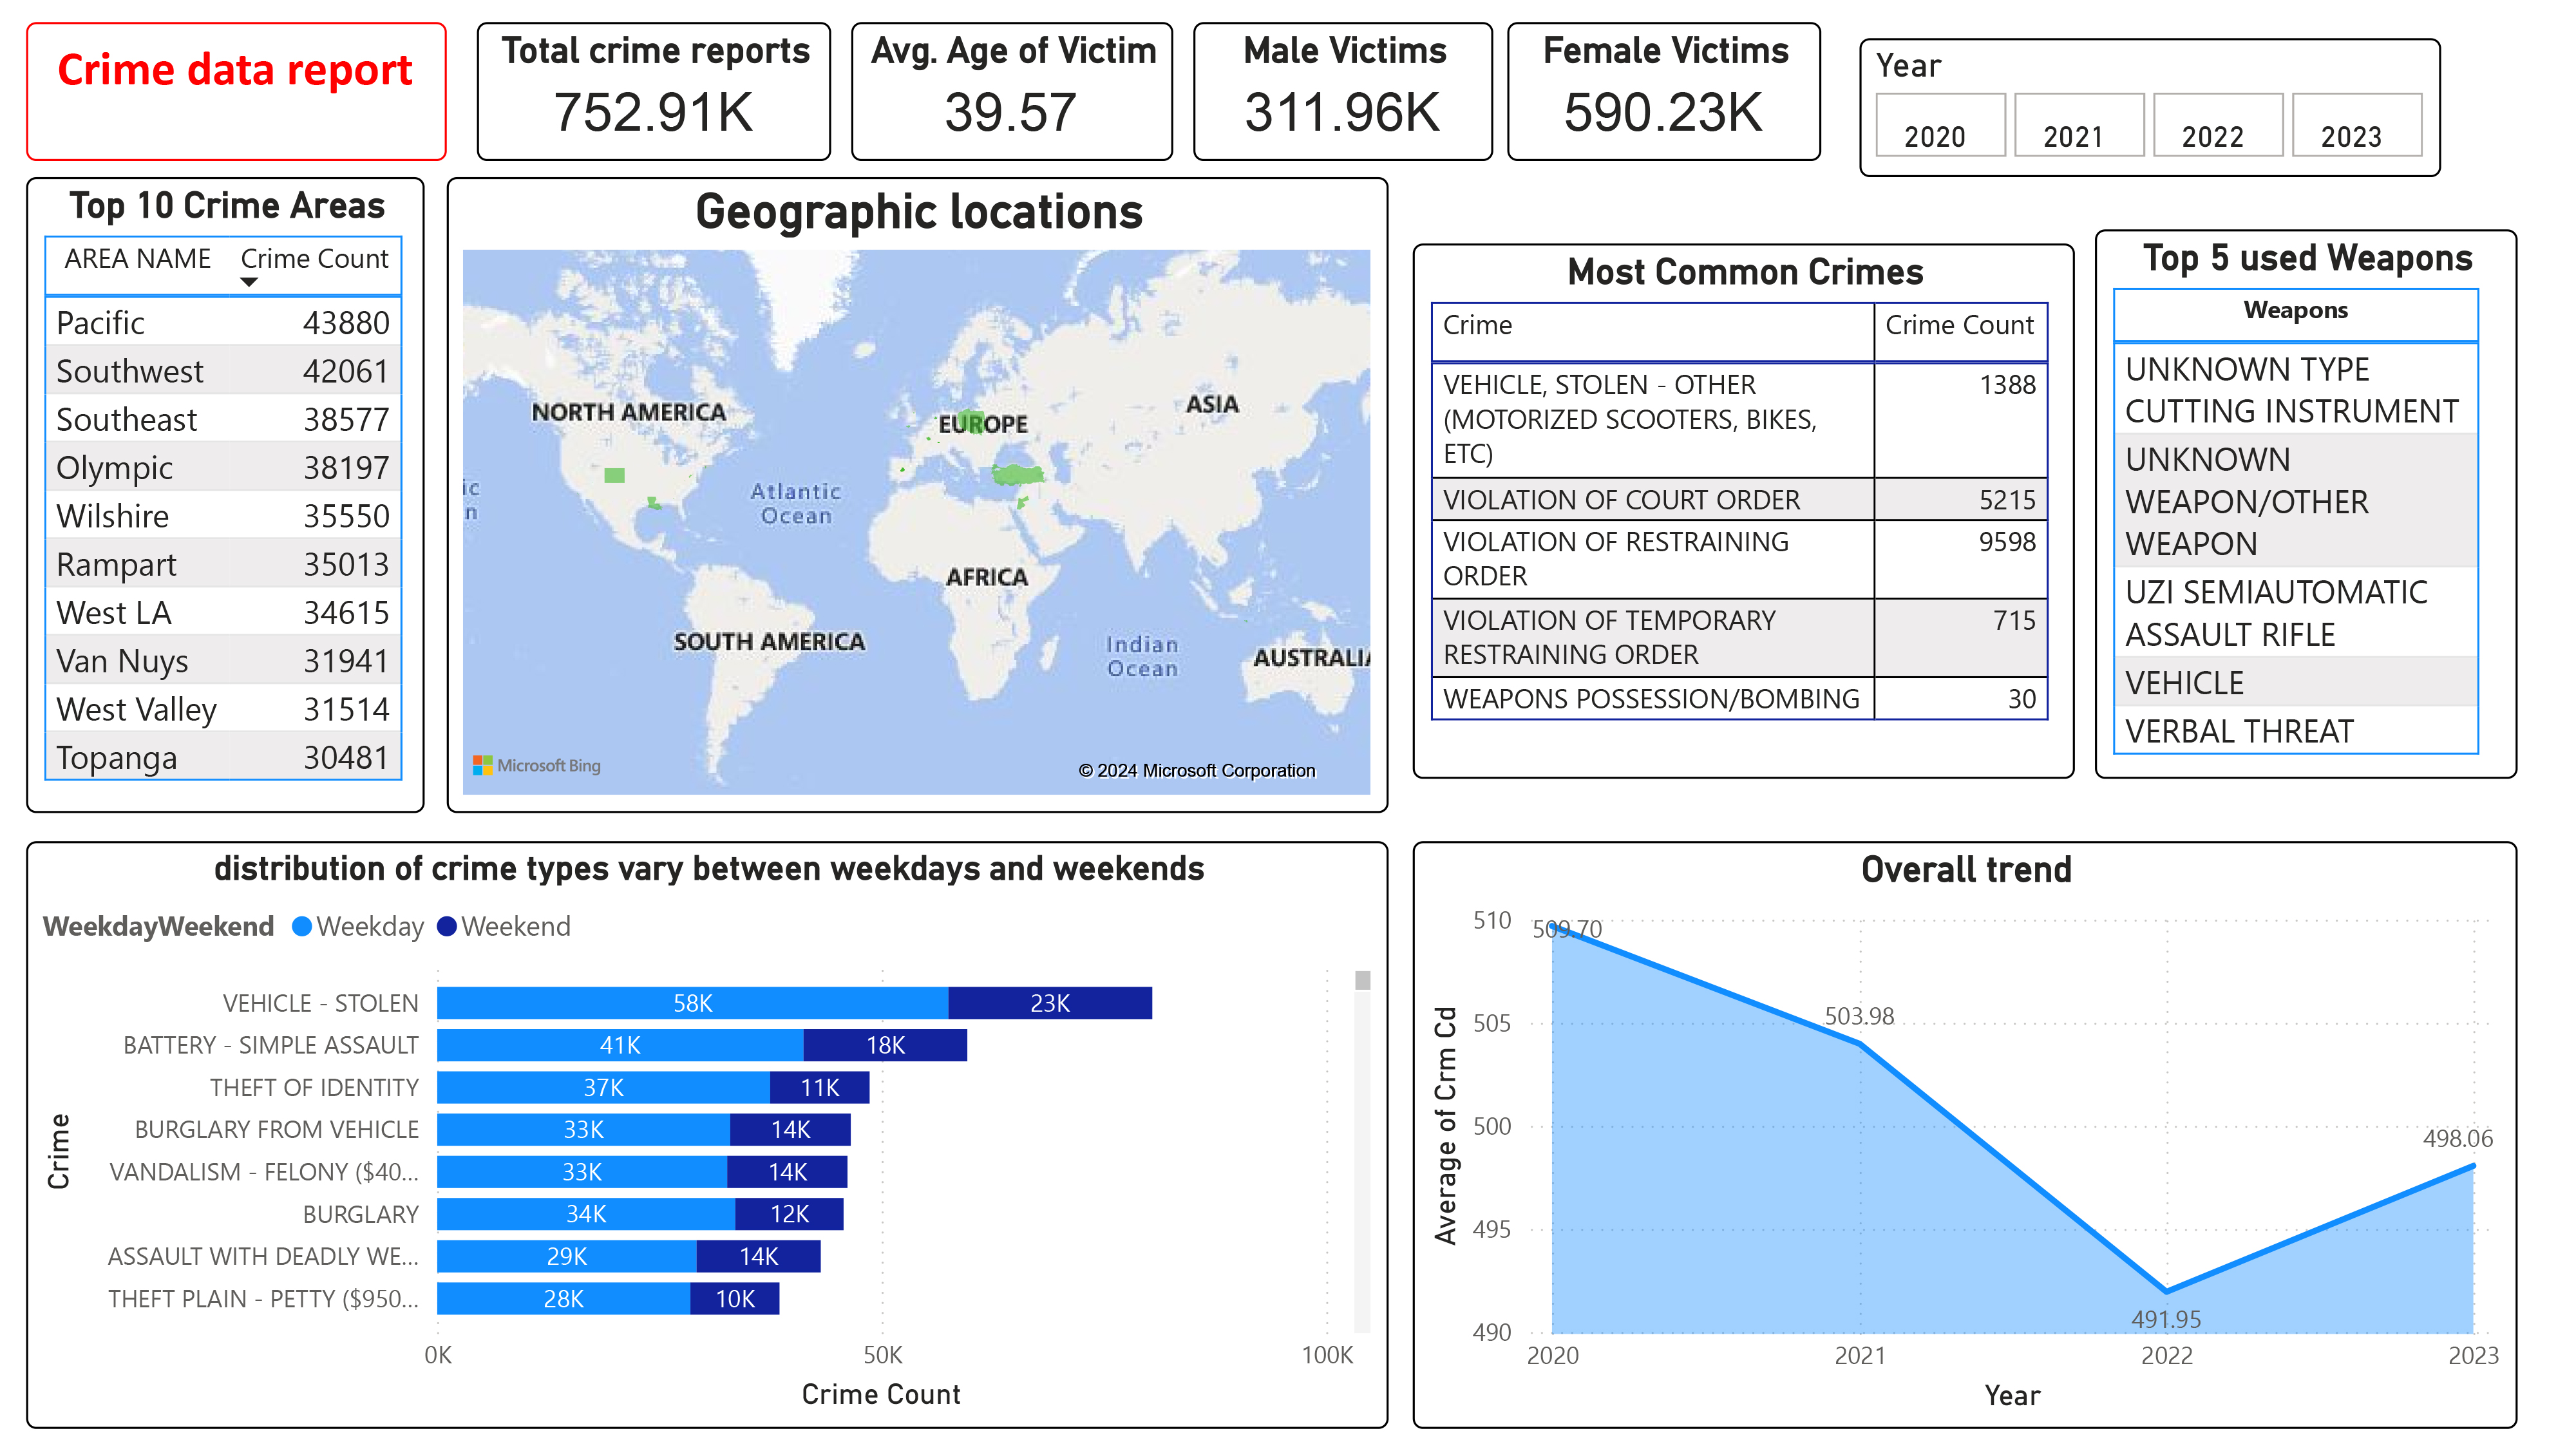 Crime data report
Total crime reports
752.91K
Avg. Age of Victim
39.57
Male Victims
311.96K
Female Victims
590.23K
Year
2020
2021
2022
2023
Top 10 Crime Areas
AREA NAME Crime Count
Pacific 43880
Southwest 42061
Southeast 38577
Olympic 38197
Wilshire 35550
Rampart 35013
West LA 34615
Van Nuys 31941
West Valley 31514
Topanga 30481
Geographic locations
NORTH AMERICA
EUROPE
ASIA
ic
n
Atlantic
Ocean
AFRICA
SOUTH AMERICA
Indian
Ocean
AUSTRALIA
Microsoft Bing
© 2024 Microsoft Corporation
Most Common Crimes
Crime Crime Count
VEHICLE, STOLEN - OTHER 1388
(MOTORIZED SCOOTERS, BIKES,
ETC)
VIOLATION OF COURT ORDER 5215
VIOLATION OF RESTRAINING 9598
ORDER
VIOLATION OF TEMPORARY 715
RESTRAINING ORDER
WEAPONS POSSESSION/BOMBING 30
Top 5 used Weapons
Weapons
UNKNOWN TYPE
CUTTING INSTRUMENT
UNKNOWN
WEAPON/OTHER
WEAPON
UZI SEMIAUTOMATIC
ASSAULT RIFLE
VEHICLE
VERBAL THREAT
distribution of crime types vary between weekdays and weekends
WeekdayWeekend Weekday Weekend
Crime
VEHICLE - STOLEN 58K 23K
BATTERY - SIMPLE ASSAULT 41K 18K
THEFT OF IDENTITY 37K 11K
BURGLARY FROM VEHICLE 33K 14K
VANDALISM - FELONY ($40... 33K 14K
BURGLARY 34K 12K
ASSAULT WITH DEADLY WE... 29K 14K
THEFT PLAIN - PETTY ($950... 28K 10K
0K 50K 100K
Crime Count
Overall trend
Average of Crm Cd
510
505
500
495
490
509.70
503.98
491.95
498.06
2020 2021 2022 2023
Year